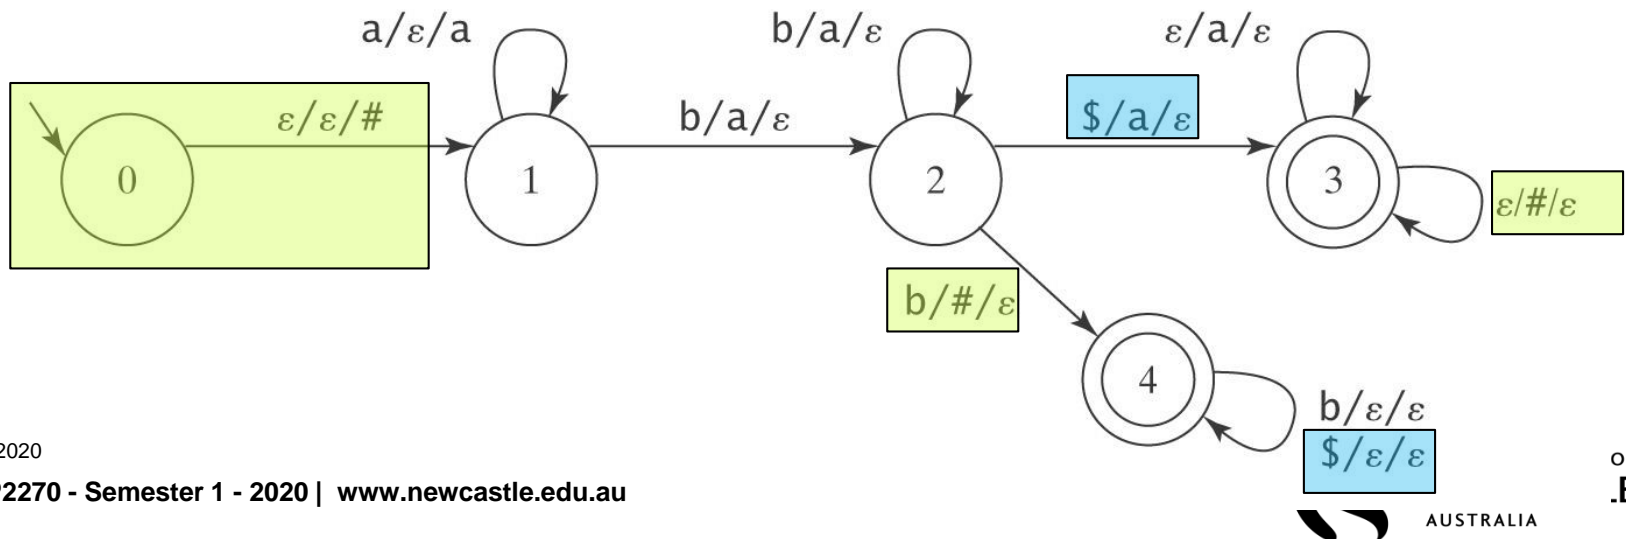 a/ε/a
b/a/ε
ε/a/ε
ε/ε/#
b/a/ε
$/a/ε
0
1
2
3
ε/#/ε
b/#/ε
4
b/ε/ε
$/ε/ε
2020
2270 - Semester 1 - 2020 | www.newcastle.edu.au
AUSTRALIA